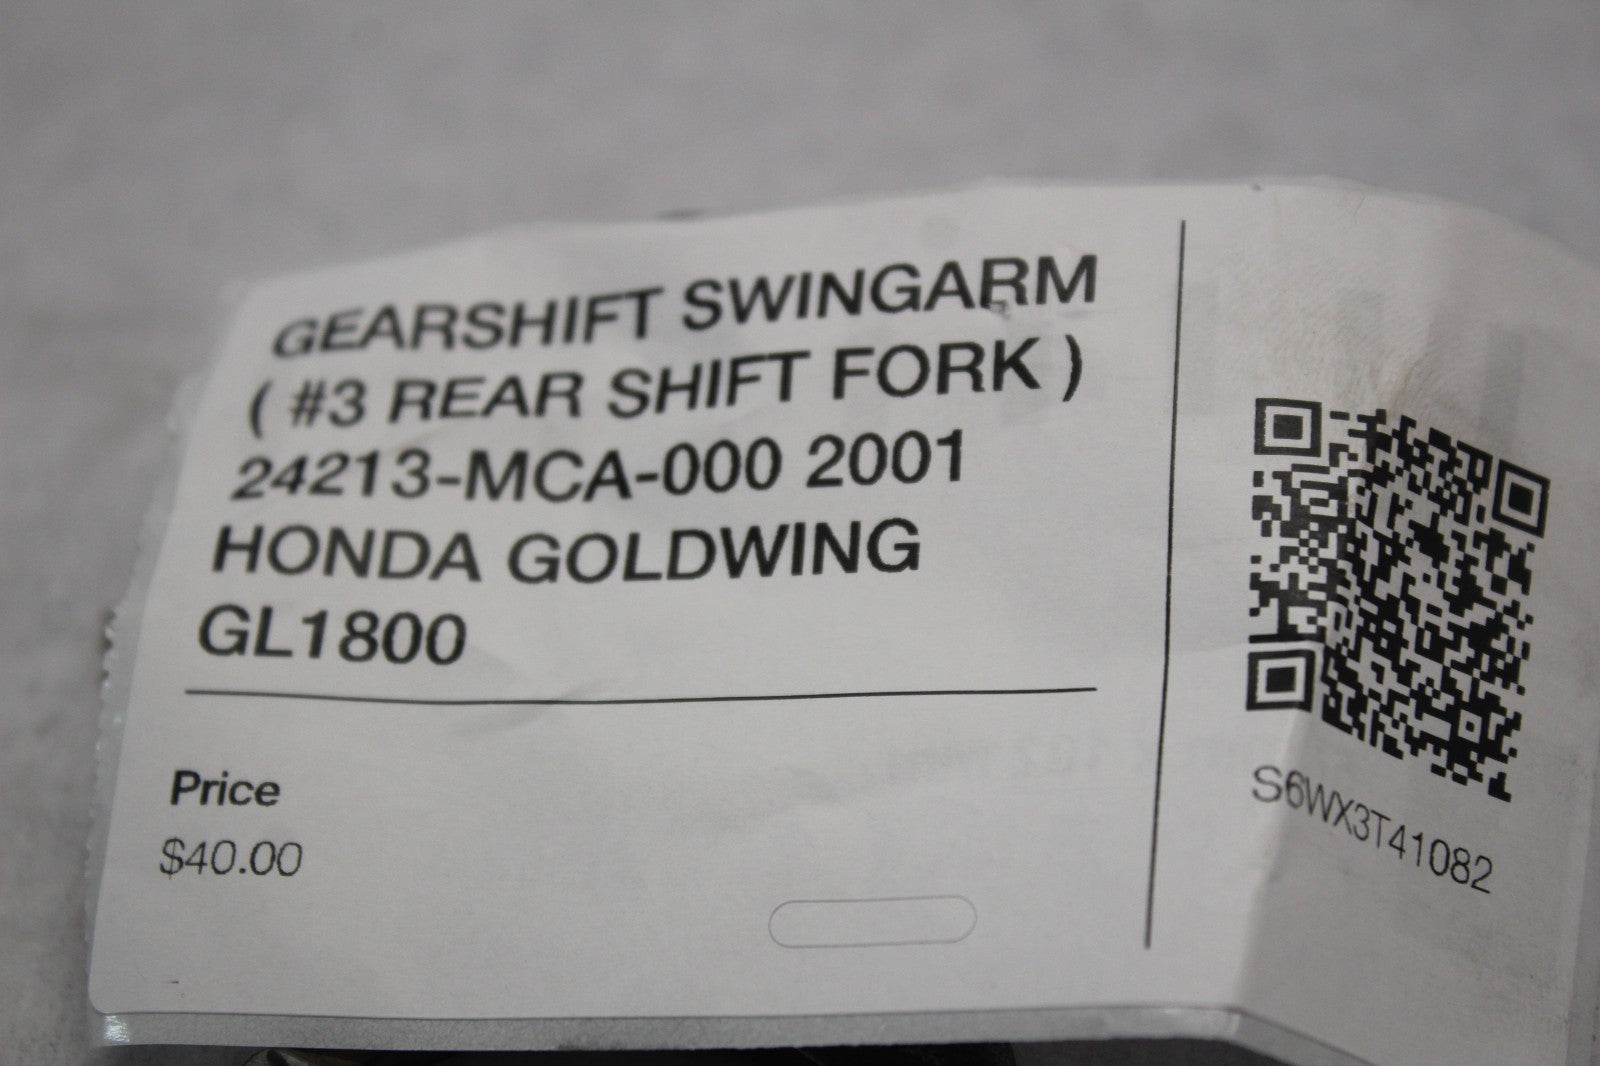 GEARSHIFT SWINGARM
( #3 REAR SHIFT FORK )
24213-MCA-000 2001
HONDA GOLDWING
GL1800
Price
$40.00
S6WX3T41082